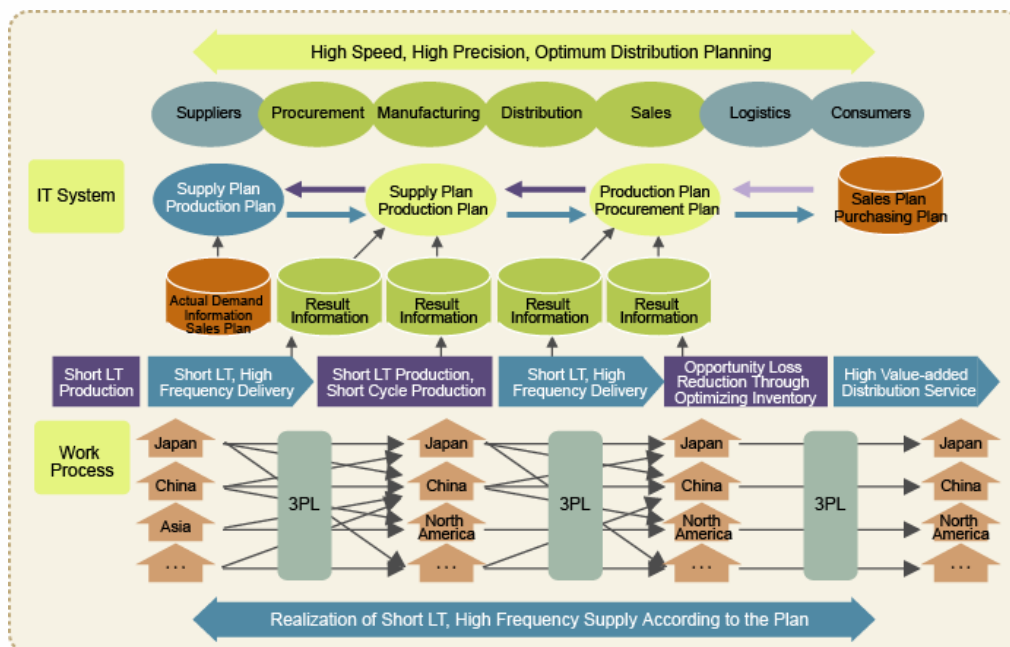 High Speed, High Precision, Optimum Distribution Planning
Suppliers
Procurement
Manufacturing
Distribution
Sales
Logistics
Consumers
IT System
Supply Plan
Production Plan
Supply Plan
Production Plan
Production Plan
Procurement Plan
Sales Plan
Purchasing Plan
Actual Demand
Information
Sales Plan
Result
Information
Result
Information
Result
Information
Result
Information
Short LT
Production
Short LT, High
Frequency Delivery
Short LT Production,
Short Cycle Production
Short LT, High
Frequency Delivery
Opportunity Loss
Reduction Through
Optimizing Inventory
High Value-added
Distribution Service
Work
Process
Japan
China
Asia
...
3PL
Japan
China
North
America
...
3PL
Japan
China
North
America
...
3PL
Japan
China
North
America
...
Realization of Short LT, High Frequency Supply According to the Plan